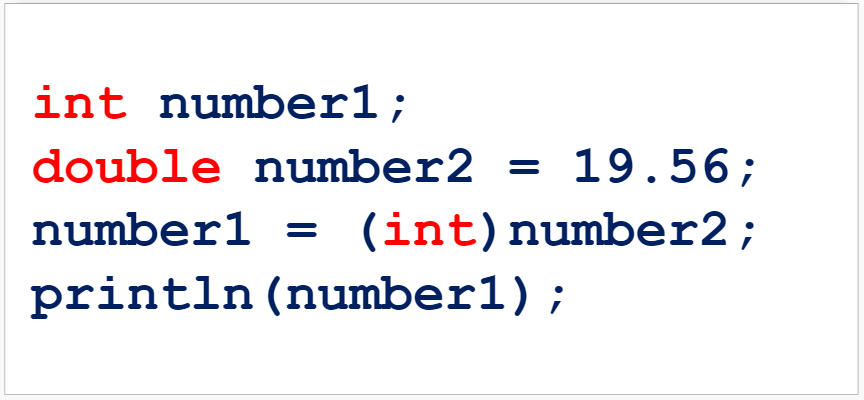 int number1;
double number2 = 19.56;
number1 = (int)number2;
println(number1);